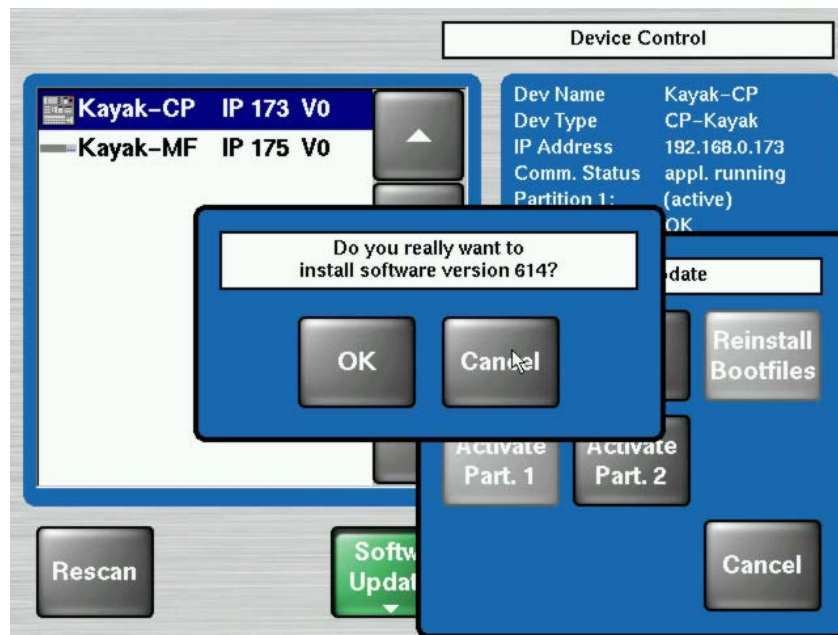 Device Control
Kayak-CP IP 173 V0
Kayak-MF IP 175 V0
Dev Name Kayak-CP
Dev Type CP-Kayak
IP Address 192.168.0.173
Comm. Status appl. running
Partition 1: (active)
OK
Do you really want to
install software version 614?
OK
Cancel
date
Reinstall
Bootfiles
Activate
Part. 1
Activate
Part. 2
Rescan
Softw
Updat
Cancel